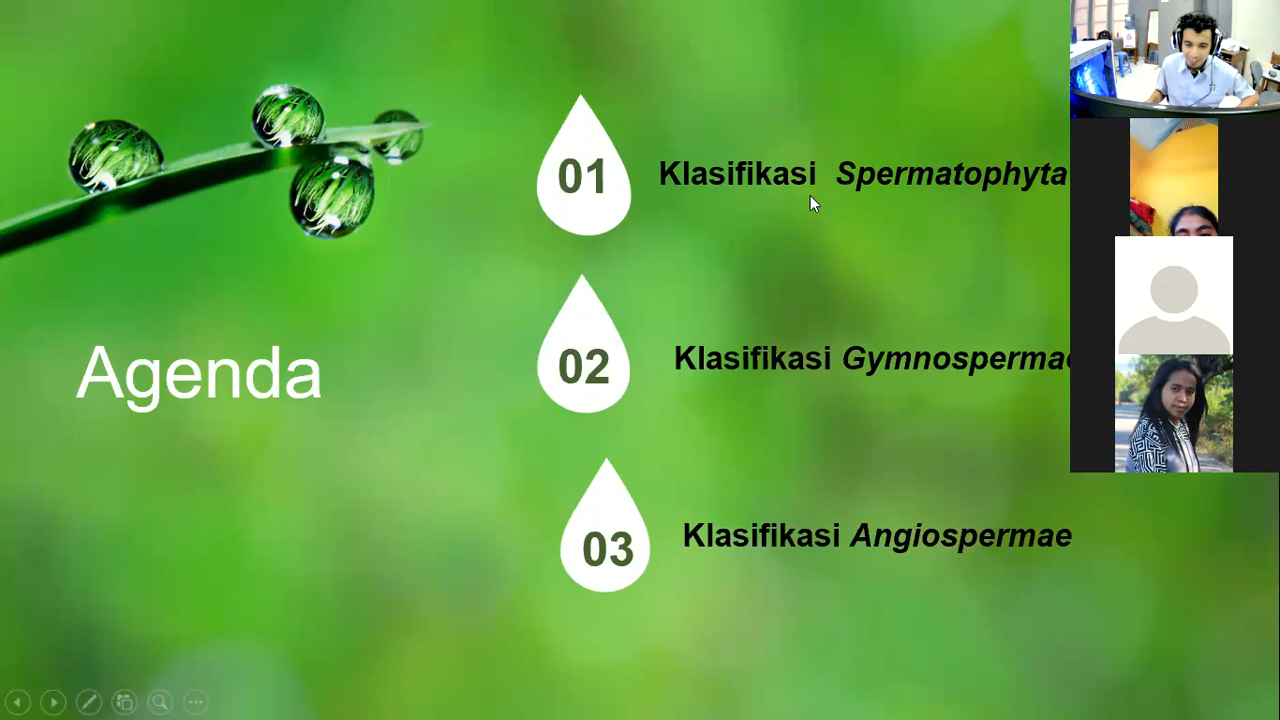 Agenda
01
Klasifikasi Spermatophyta
02
Klasifikasi Gymnospermae
03
Klasifikasi Angiospermae